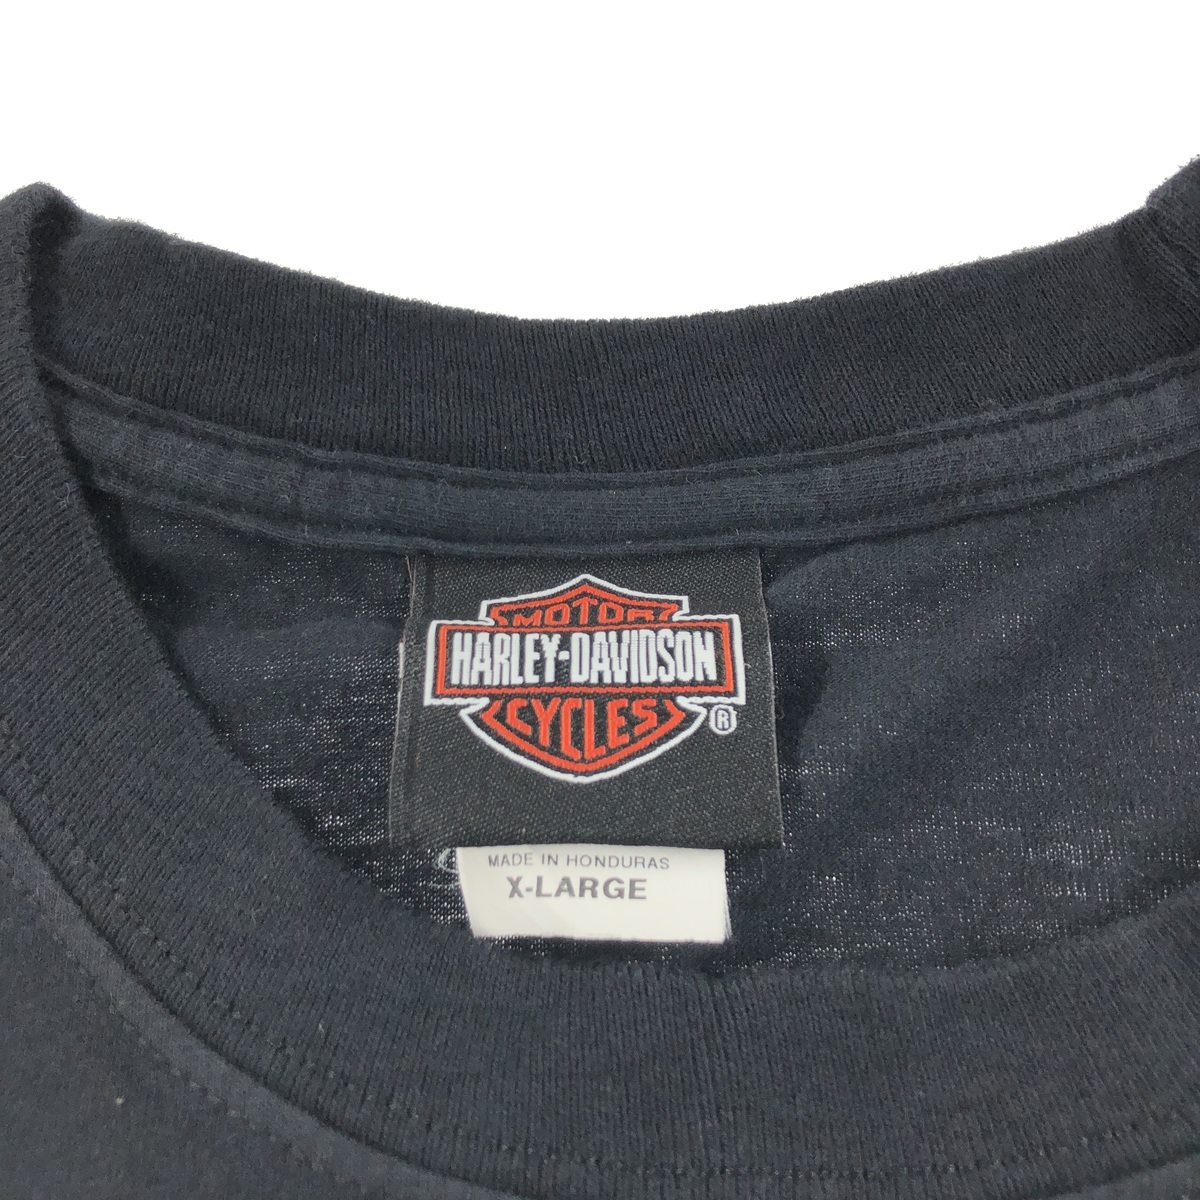 MOTOR
HARLEY-DAVIDSON
CYCLES
®
MADE IN HONDURAS
X-LARGE